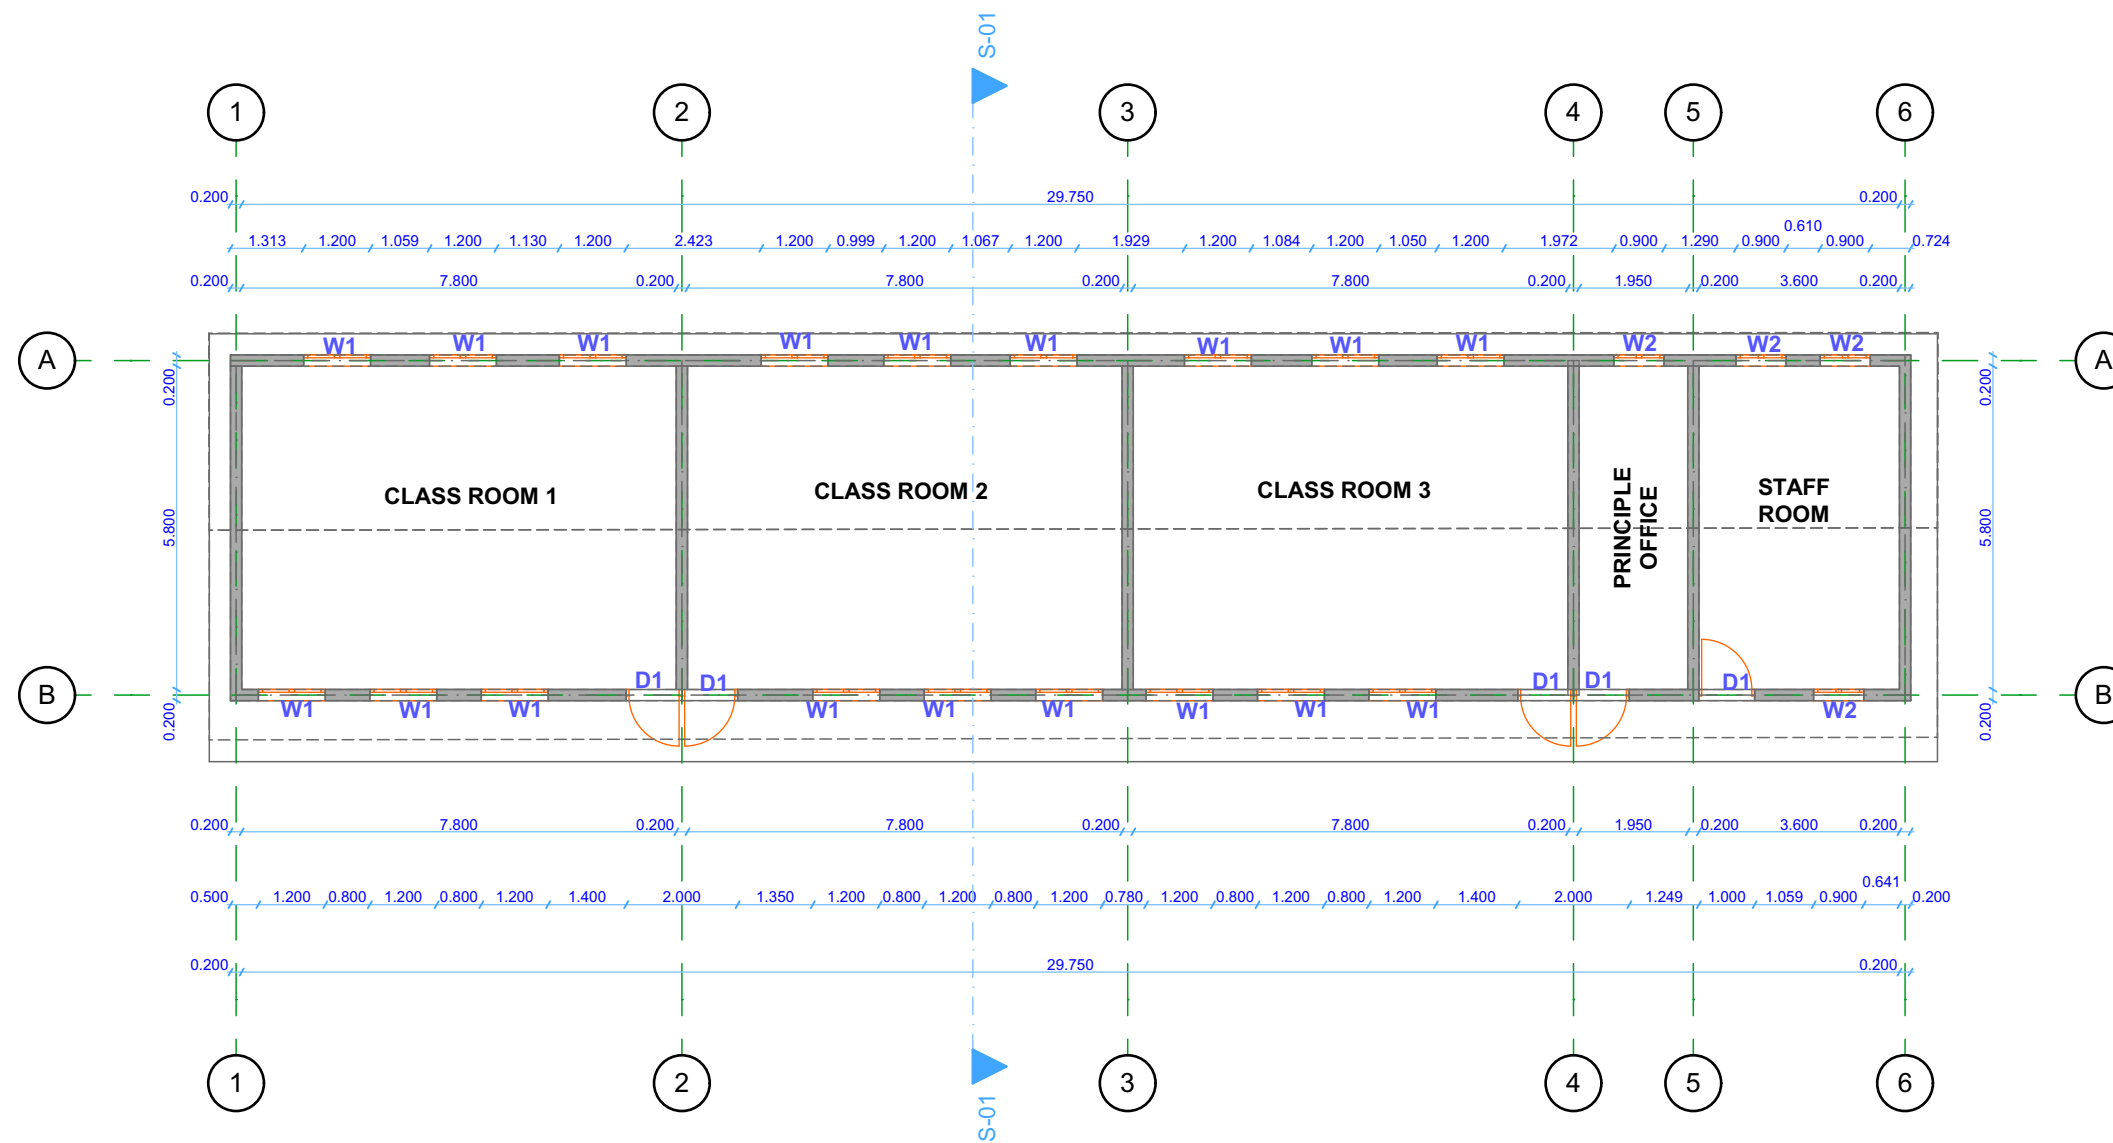 S-01
1 2 3 4 5 6
0.200 29.750 0.200
0.610
1.313 1.200 1.059 1.200 1.130 1.200 2.423 1.200 0.999 1.200 1.067 1.200 1.929 1.200 1.084 1.200 1.050 1.200 1.972 0.900 1.290 0.900 0.900 0.724
0.200 7.800 0.200 7.800 0.200 7.800 0.200 1.950 0.200 3.600 0.200
W1 W1 W1 W1 W1 W1 W1 W1 W1 W2 W2 W2
A A
0.200 0.200
CLASS ROOM 1 CLASS ROOM 2 CLASS ROOM 3
PRINCIPLE
OFFICE
STAFF
ROOM
5.800 5.800
D1 D1 D1 D1 D1
B B
W1 W1 W1 W1 W1 W1 W1 W1 W1 W2
0.200 0.200
0.200 7.800 0.200 7.800 0.200 7.800 0.200 1.950 0.200 3.600 0.200
0.641
0.500 1.200 0.800 1.200 0.800 1.200 1.400 2.000 1.350 1.200 0.800 1.200 0.800 1.200 0.780 1.200 0.800 1.200 0.800 1.200 1.400 2.000 1.249 1.000 1.059 0.900 0.200
0.200 29.750 0.200
1 2 3 4 5 6
S-01